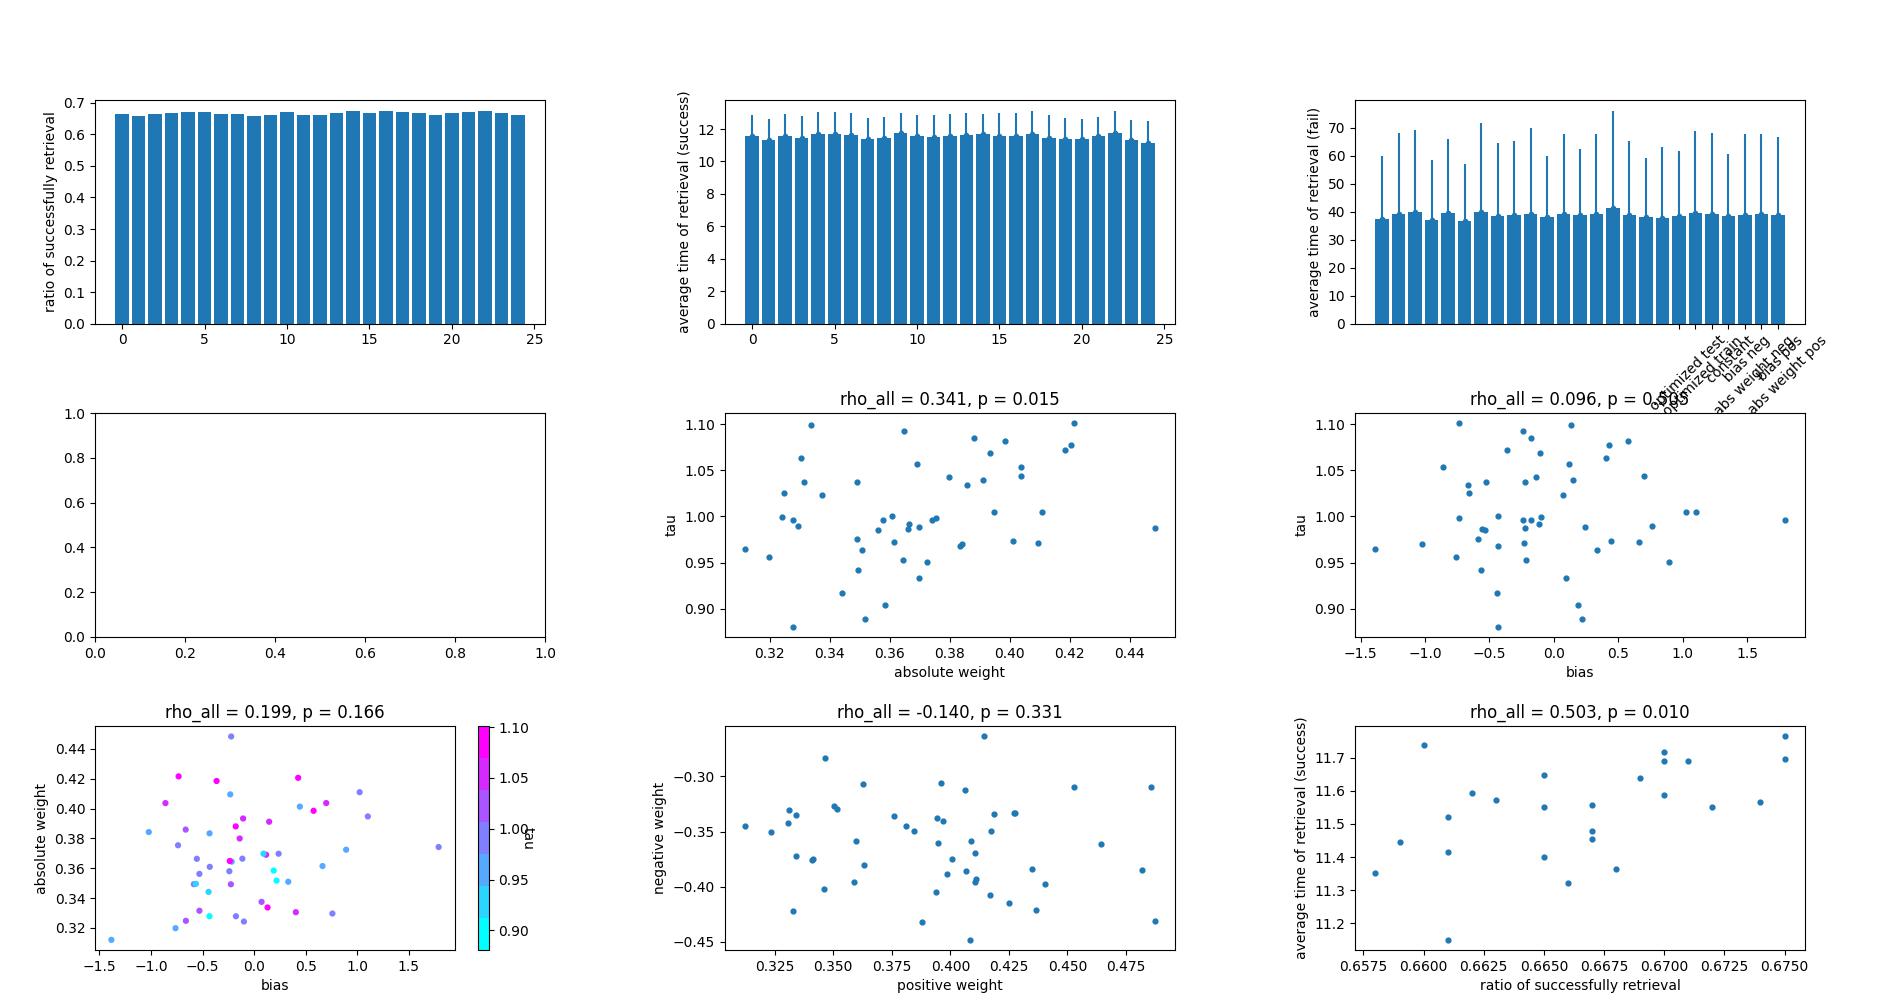 ratio of successfully retrieval
0.7
0.6
0.5
0.4
0.3
0.2
0.1
0.0
0 5 10 15 20 25
average time of retrieval (success)
12
10
8
6
4
2
0
0 5 10 15 20 25
average time of retrieval (fail)
70
60
50
40
30
20
10
0
optimized test
optimized train
constant
bias neg
abs weight neg
bias pos
abs weight pos
1.0
0.8
0.6
0.4
0.2
0.0
0.0 0.2 0.4 0.6 0.8 1.0
rho_all = 0.341, p = 0.015
tau
1.10
1.05
1.00
0.95
0.90
0.32 0.34 0.36 0.38 0.40 0.42 0.44
absolute weight
rho_all = 0.096, p =
tau
1.10
1.05
1.00
0.95
0.90
−1.5 −1.0 −0.5 0.0 0.5 1.0 1.5
bias
rho_all = 0.199, p = 0.166
absolute weight
0.44
0.42
0.40
0.38
0.36
0.34
0.32
−1.5 −1.0 −0.5 0.0 0.5 1.0 1.5
bias
1.10
1.05
1.00
0.95
0.90
tau
rho_all = -0.140, p = 0.331
negative weight
−0.30
−0.35
−0.40
−0.45
0.325 0.350 0.375 0.400 0.425 0.450 0.475
positive weight
rho_all = 0.503, p = 0.010
average time of retrieval (success)
11.7
11.6
11.5
11.4
11.3
11.2
0.6575 0.6600 0.6625 0.6650 0.6675 0.6700 0.6725 0.6750
ratio of successfully retrieval